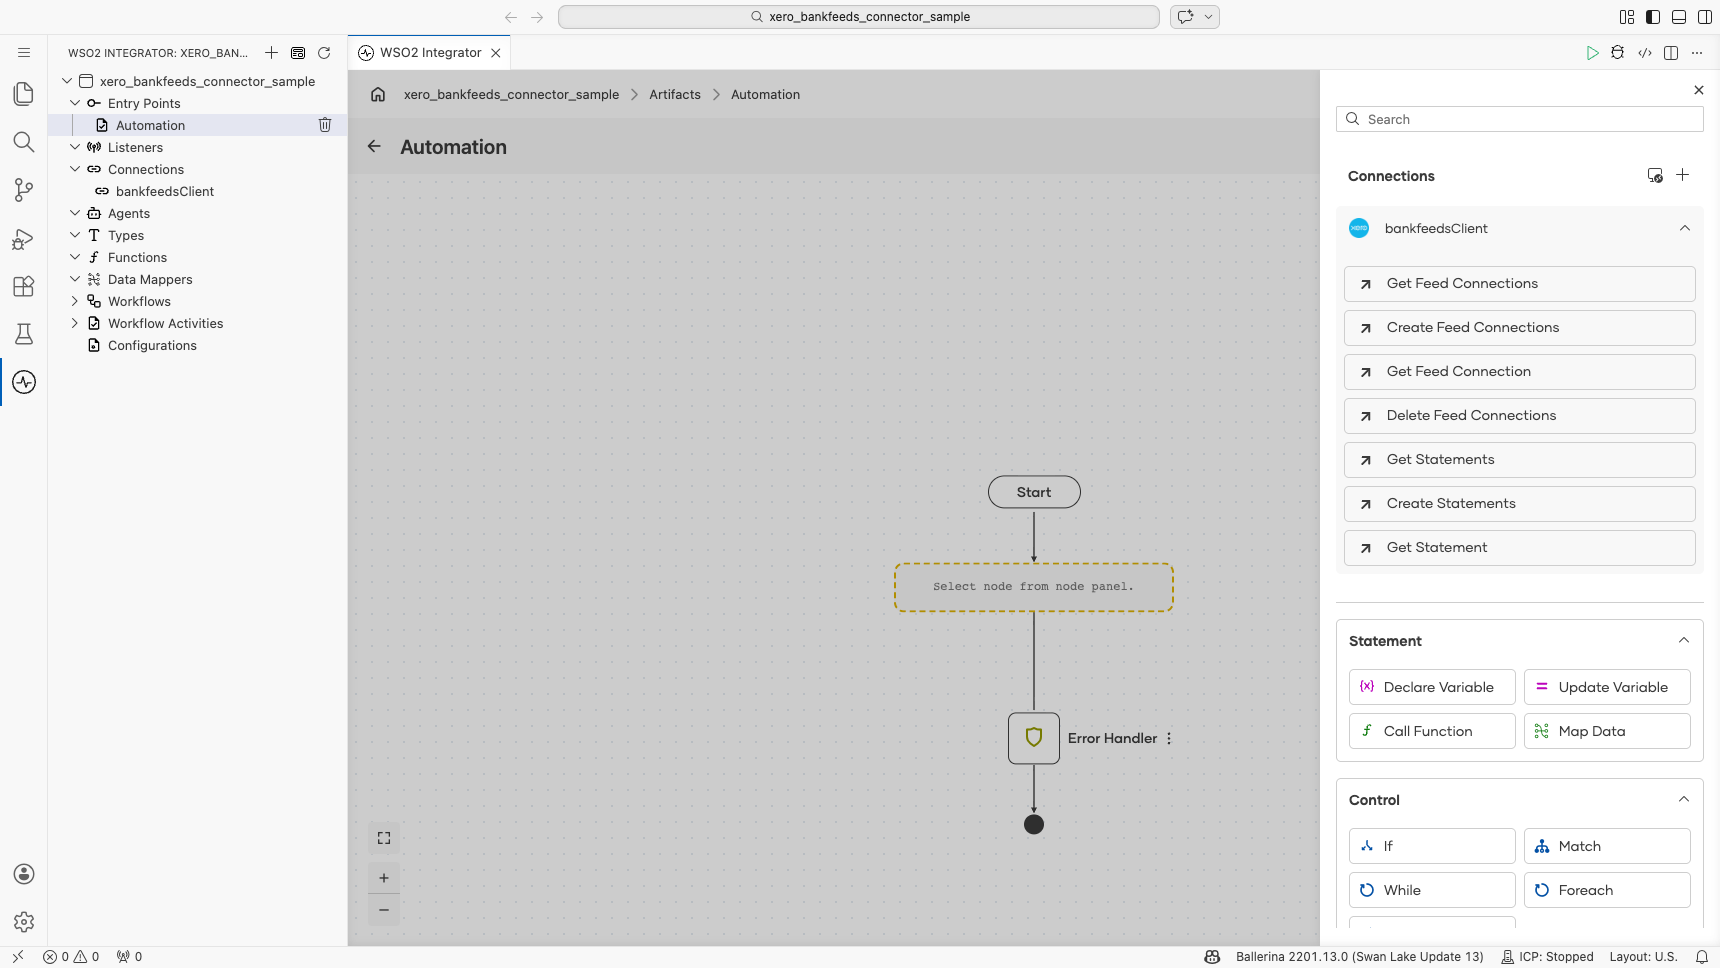 xero_bankfeeds_connector_sample
WSO2 INTEGRATOR: XERO_BAN...
WSO2 Integrator
xero_bankfeeds_connector_sample
Entry Points
Automation
Listeners
Connections
bankfeedsClient
Agents
Types
Functions
Data Mappers
Workflows
Workflow Activities
Configurations
xero_bankfeeds_connector_sample Artifacts Automation
Automation
Start
Select node from node panel.
Error Handler
Search
Connections
xero
bankfeedsClient
Get Feed Connections
Create Feed Connections
Get Feed Connection
Delete Feed Connections
Get Statements
Create Statements
Get Statement
Statement
Declare Variable Update Variable
Call Function Map Data
Control
If Match
While Foreach
0 0 0
Ballerina 2201.13.0 (Swan Lake Update 13) ICP: Stopped Layout: U.S.